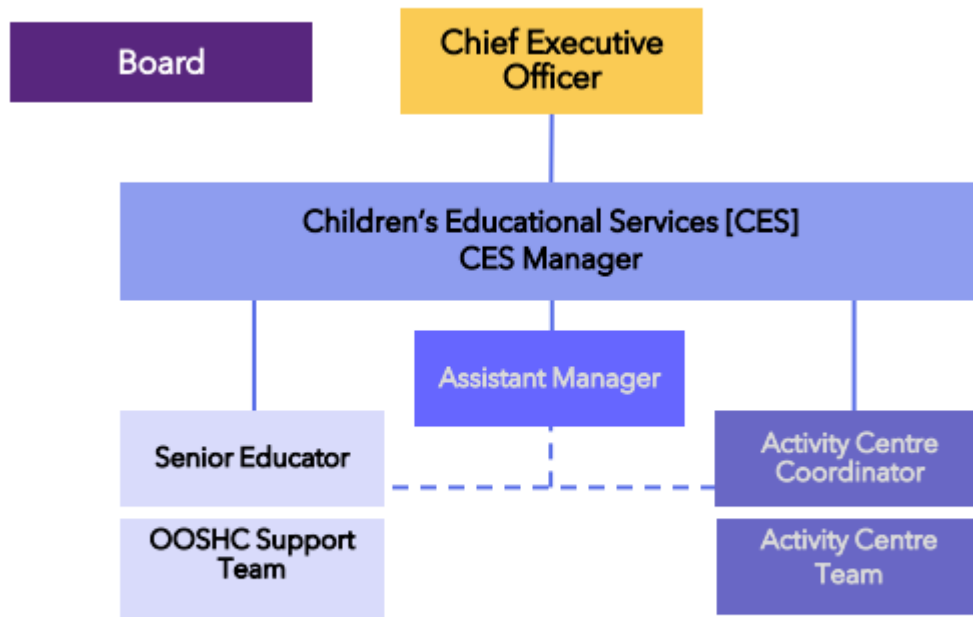 Board
Chief Executive
Officer
Children's Educational Services [CES]
CES Manager
Assistant Manager
Senior Educator
Activity Centre
Coordinator
OOSHC Support
Team
Activity Centre
Team